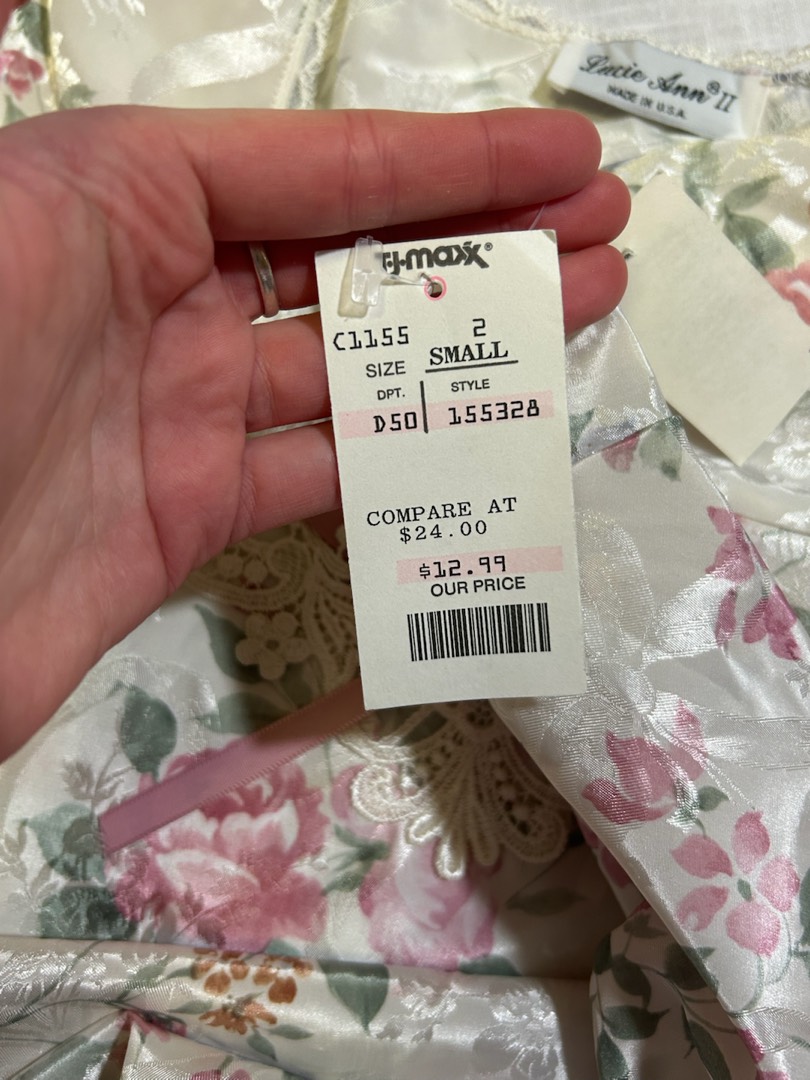 Lucie Ann® II
MADE IN U.S.A.
T·J·maxx®
C1155 2
SIZE SMALL
DPT. STYLE
D50 155328
COMPARE AT
$24.00
$12.99
OUR PRICE